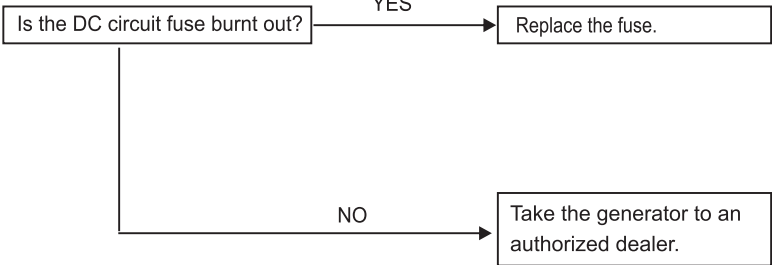 YES
Is the DC circuit fuse burnt out?
Replace the fuse.
NO
Take the generator to an
authorized dealer.